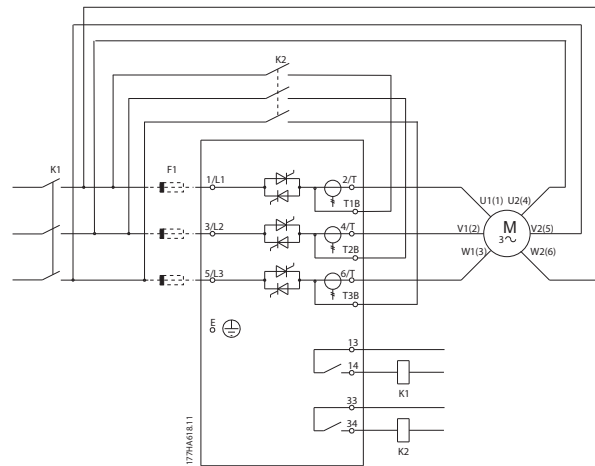 K2
K1
F1
1/L1
2/T
T1B
U1(1)
U2(4)
3/L2
4/T
T2B
V1(2)
M
3
V2(5)
5/L3
6/T
T3B
W1(3)
W2(6)
E
13
14
K1
33
34
K2
177HA618.11